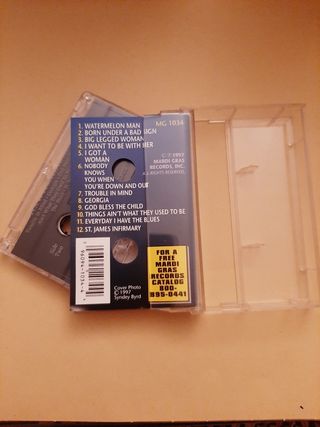 MG 1034
1. WATERMELON MAN
2. BORN UNDER A BAD SIGN
3. BIG LEGGED WOMAN
4. I WANT TO BE WITH HER
5. I GOT A
WOMAN
6. NOBODY
KNOWS
YOU WHEN
YOU'RE DOWN AND OUT
7. TROUBLE IN MIND
8. GEORGIA
9. GOD BLESS THE CHILD
10. THINGS AIN'T WHAT THEY USED TO BE
11. EVERYDAY I HAVE THE BLUES
12. ST. JAMES INFIRMARY
1997
MARDI GRAS
RECORDS, INC.
ALL RIGHTS RESERVED.
FOR A
FREE
MARDI
GRAS
RECORDS
CATALOG
800-
895-0441
Cover Photo
© 1997
Syndey Byrd
Side